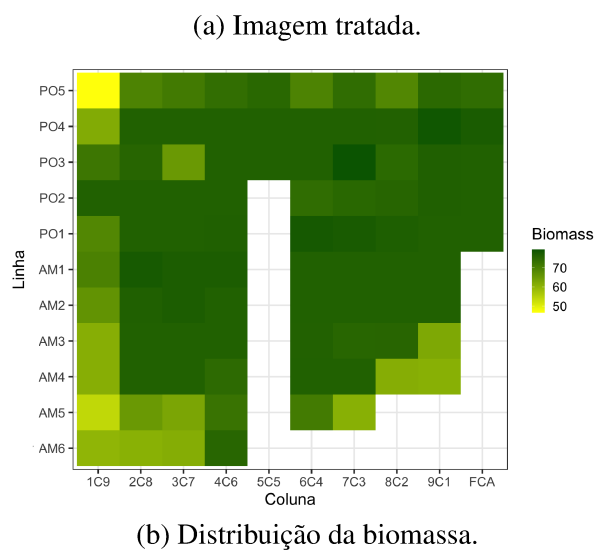 (a) Imagem tratada.
PO5
PO4
PO3
PO2
PO1
AM1
AM2
AM3
AM4
AM5
AM6
Linha
1C9 2C8 3C7 4C6 5C5 6C4 7C3 8C2 9C1 FCA
Coluna
Biomass
70
60
50
(b) Distribuição da biomassa.